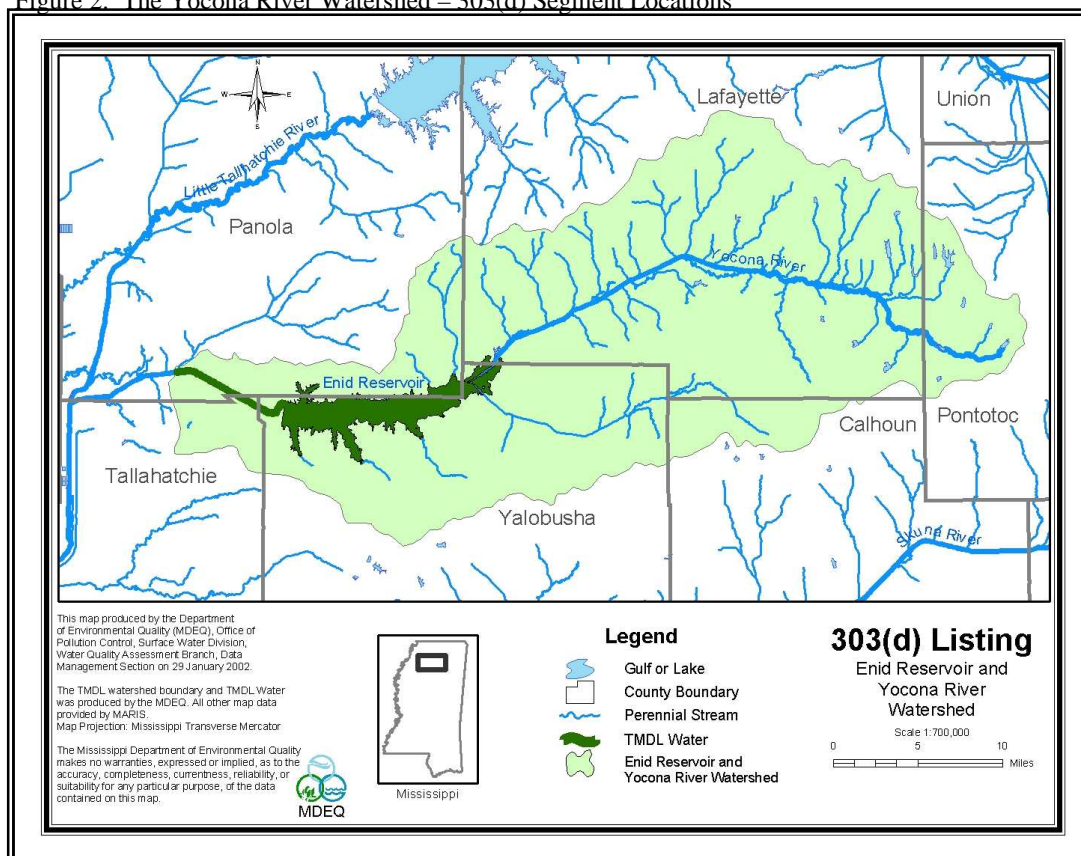 Figure 2. The Yocona River Watershed – 303(d) Segment Locations
N
W E
S
Lafayette
Union
Little Tallhatchie River
Panola
Yocona River
Enid Reservoir
Calhoun
Pontotoc
Tallahatchie
Yalobusha
Skuna River
This map produced by the Department
of Environmental Quality (MDEQ), Office of
Pollution Control, Surface Water Division,
Water Quality Assessment Branch, Data
Management Section on 29 January 2002.
The TMDL watershed boundary and TMDL Water
was produced by the MDEQ. All other map data
provided by MARIS.
Map Projection: Mississippi Transverse Mercator
The Mississippi Department of Environmental Quality
makes no warranties, expressed or implied, as to the
accuracy, completeness, currentness, reliability, or
suitability for any particular purpose, of the data
contained on this map.
MDEQ
Mississippi
Legend
Gulf or Lake
County Boundary
Perennial Stream
TMDL Water
Enid Reservoir and
Yocona River Watershed
303(d) Listing
Enid Reservoir and
Yocona River
Watershed
Scale 1:700,000
0 5 10
Miles